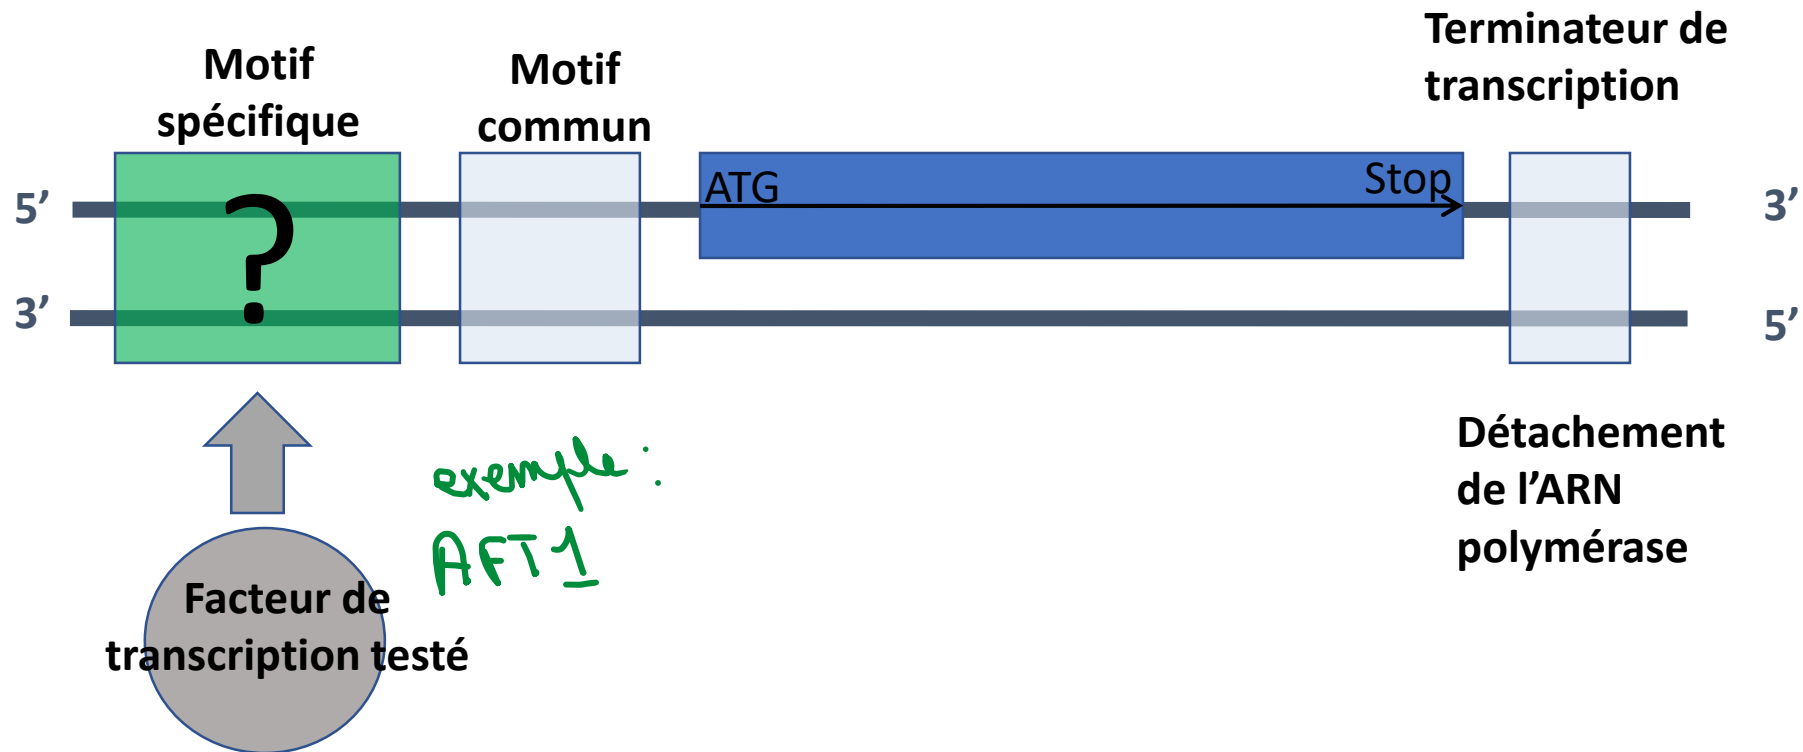 Motif
spécifique
Motif
commun
Terminateur de
transcription
5’
ATG
Stop
3’
?
3’
5’
exemple :
AFT1
Facteur de
transcription testé
Détachement
de l’ARN
polymérase